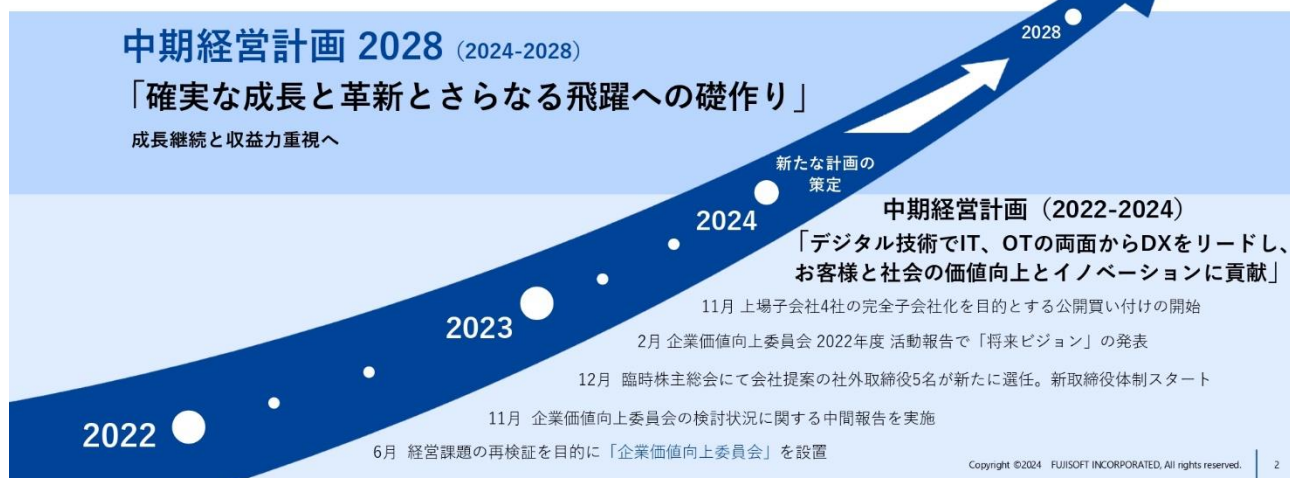 中期経営計画 2028 (2024-2028)
「確実な成長と革新とさらなる飛躍への礎作り」
成長継続と収益力重視へ
2028
新たな計画の
策定
2024
中期経営計画（2022-2024）
「デジタル技術でIT、OTの両面からDXをリードし、
お客様と社会の価値向上とイノベーションに貢献」
11月 上場子会社4社の完全子会社化を目的とする公開買い付けの開始
2023
2月 企業価値向上委員会 2022年度 活動報告で「将来ビジョン」の発表
12月 臨時株主総会にて会社提案の社外取締役5名が新たに選任。新取締役体制スタート
11月 企業価値向上委員会の検討状況に関する中間報告を実施
2022
6月 経営課題の再検証を目的に「企業価値向上委員会」を設置
Copyright ©2024 FUJISOFT INCORPORATED, All rights reserved. 2